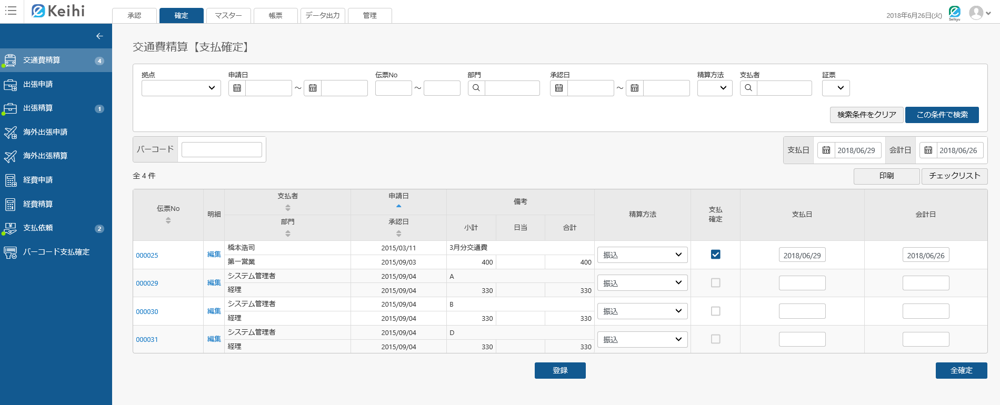 Keihi
承認 確定 マスター 帳票 データ出力 管理
2018年6月26日(火) Seikyu
交通費精算 4
出張申請
出張精算 1
海外出張申請
海外出張精算
経費申請
経費精算
支払依頼 2
バーコード支払確定
交通費精算【支払確定】
拠点 申請日 伝票No 部門 承認日 精算方法 支払者 証票
～ ～ ～
検索条件をクリア この条件で検索
バーコード 支払日 2018/06/29 会計日 2018/06/26
全 4 件 印刷 チェックリスト
伝票No 明細 支払者 申請日 備考 精算方法 支払確定 支払日 会計日
部門 承認日 小計 日当 合計
000025 編集 橋本浩司 2015/03/11 3月分交通費 振込 2018/06/29 2018/06/26
第一営業 2015/09/03 400 400
000029 編集 システム管理者 2015/09/04 A 振込
経理 2015/09/04 330 330
000030 編集 システム管理者 2015/09/04 B 振込
経理 2015/09/04 330 330
000031 編集 システム管理者 2015/09/04 D 振込
経理 2015/09/04 330 330
登録 全確定